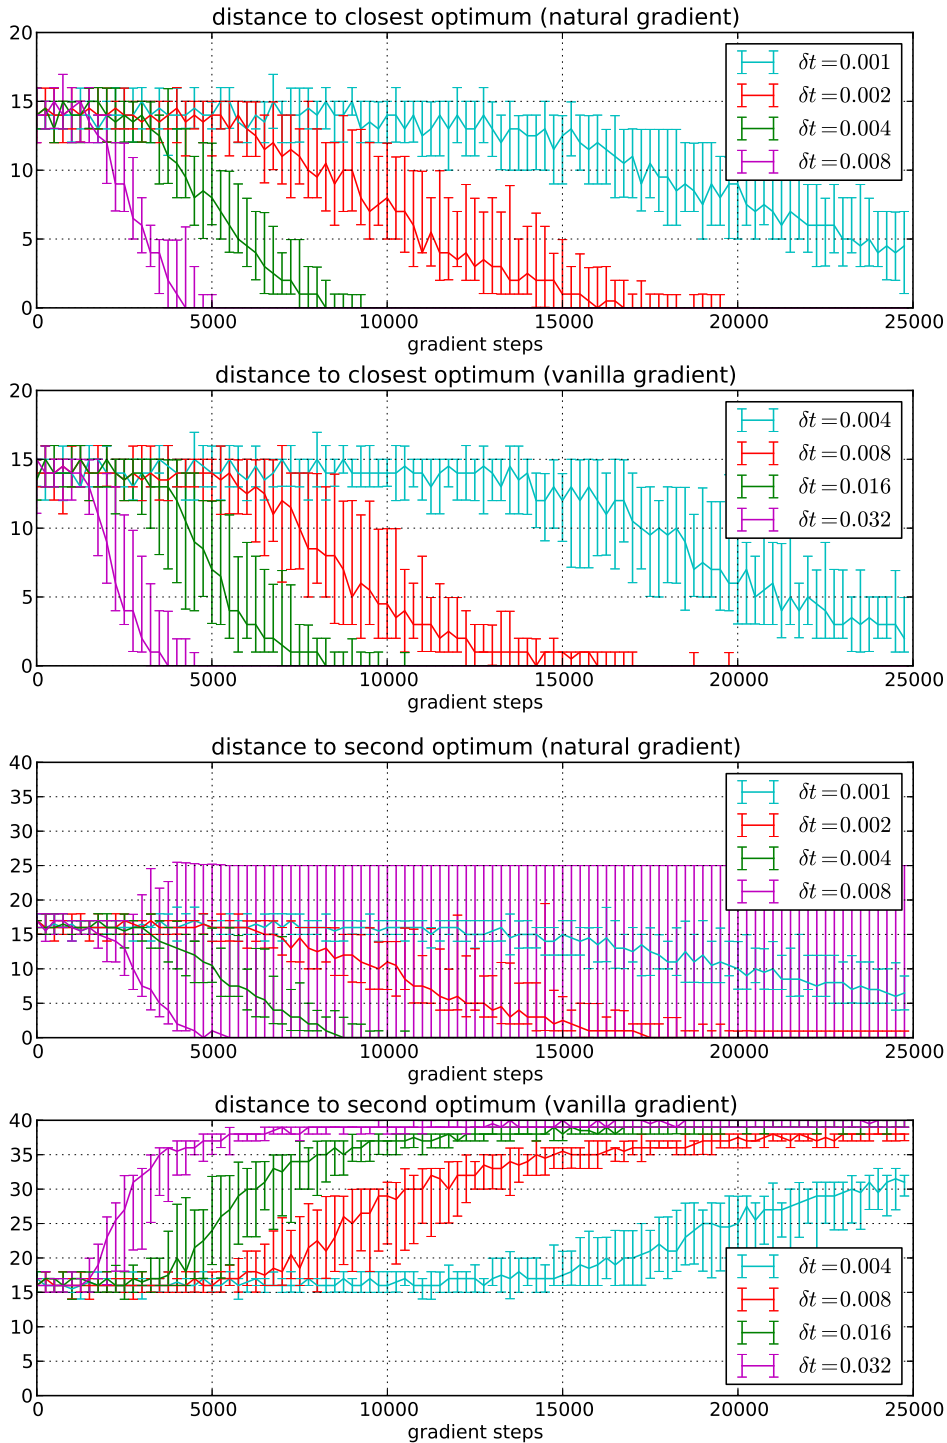 distance to closest optimum (natural gradient)
20
15
10
5
0
δt = 0.001
δt = 0.002
δt = 0.004
δt = 0.008
0 5000 10000 15000 20000 25000
gradient steps
distance to closest optimum (vanilla gradient)
20
15
10
5
0
δt = 0.004
δt = 0.008
δt = 0.016
δt = 0.032
0 5000 10000 15000 20000 25000
gradient steps
distance to second optimum (natural gradient)
40
35
30
25
20
15
10
5
0
δt = 0.001
δt = 0.002
δt = 0.004
δt = 0.008
0 5000 10000 15000 20000 25000
gradient steps
distance to second optimum (vanilla gradient)
40
35
30
25
20
15
10
5
0
δt = 0.004
δt = 0.008
δt = 0.016
δt = 0.032
0 5000 10000 15000 20000 25000
gradient steps